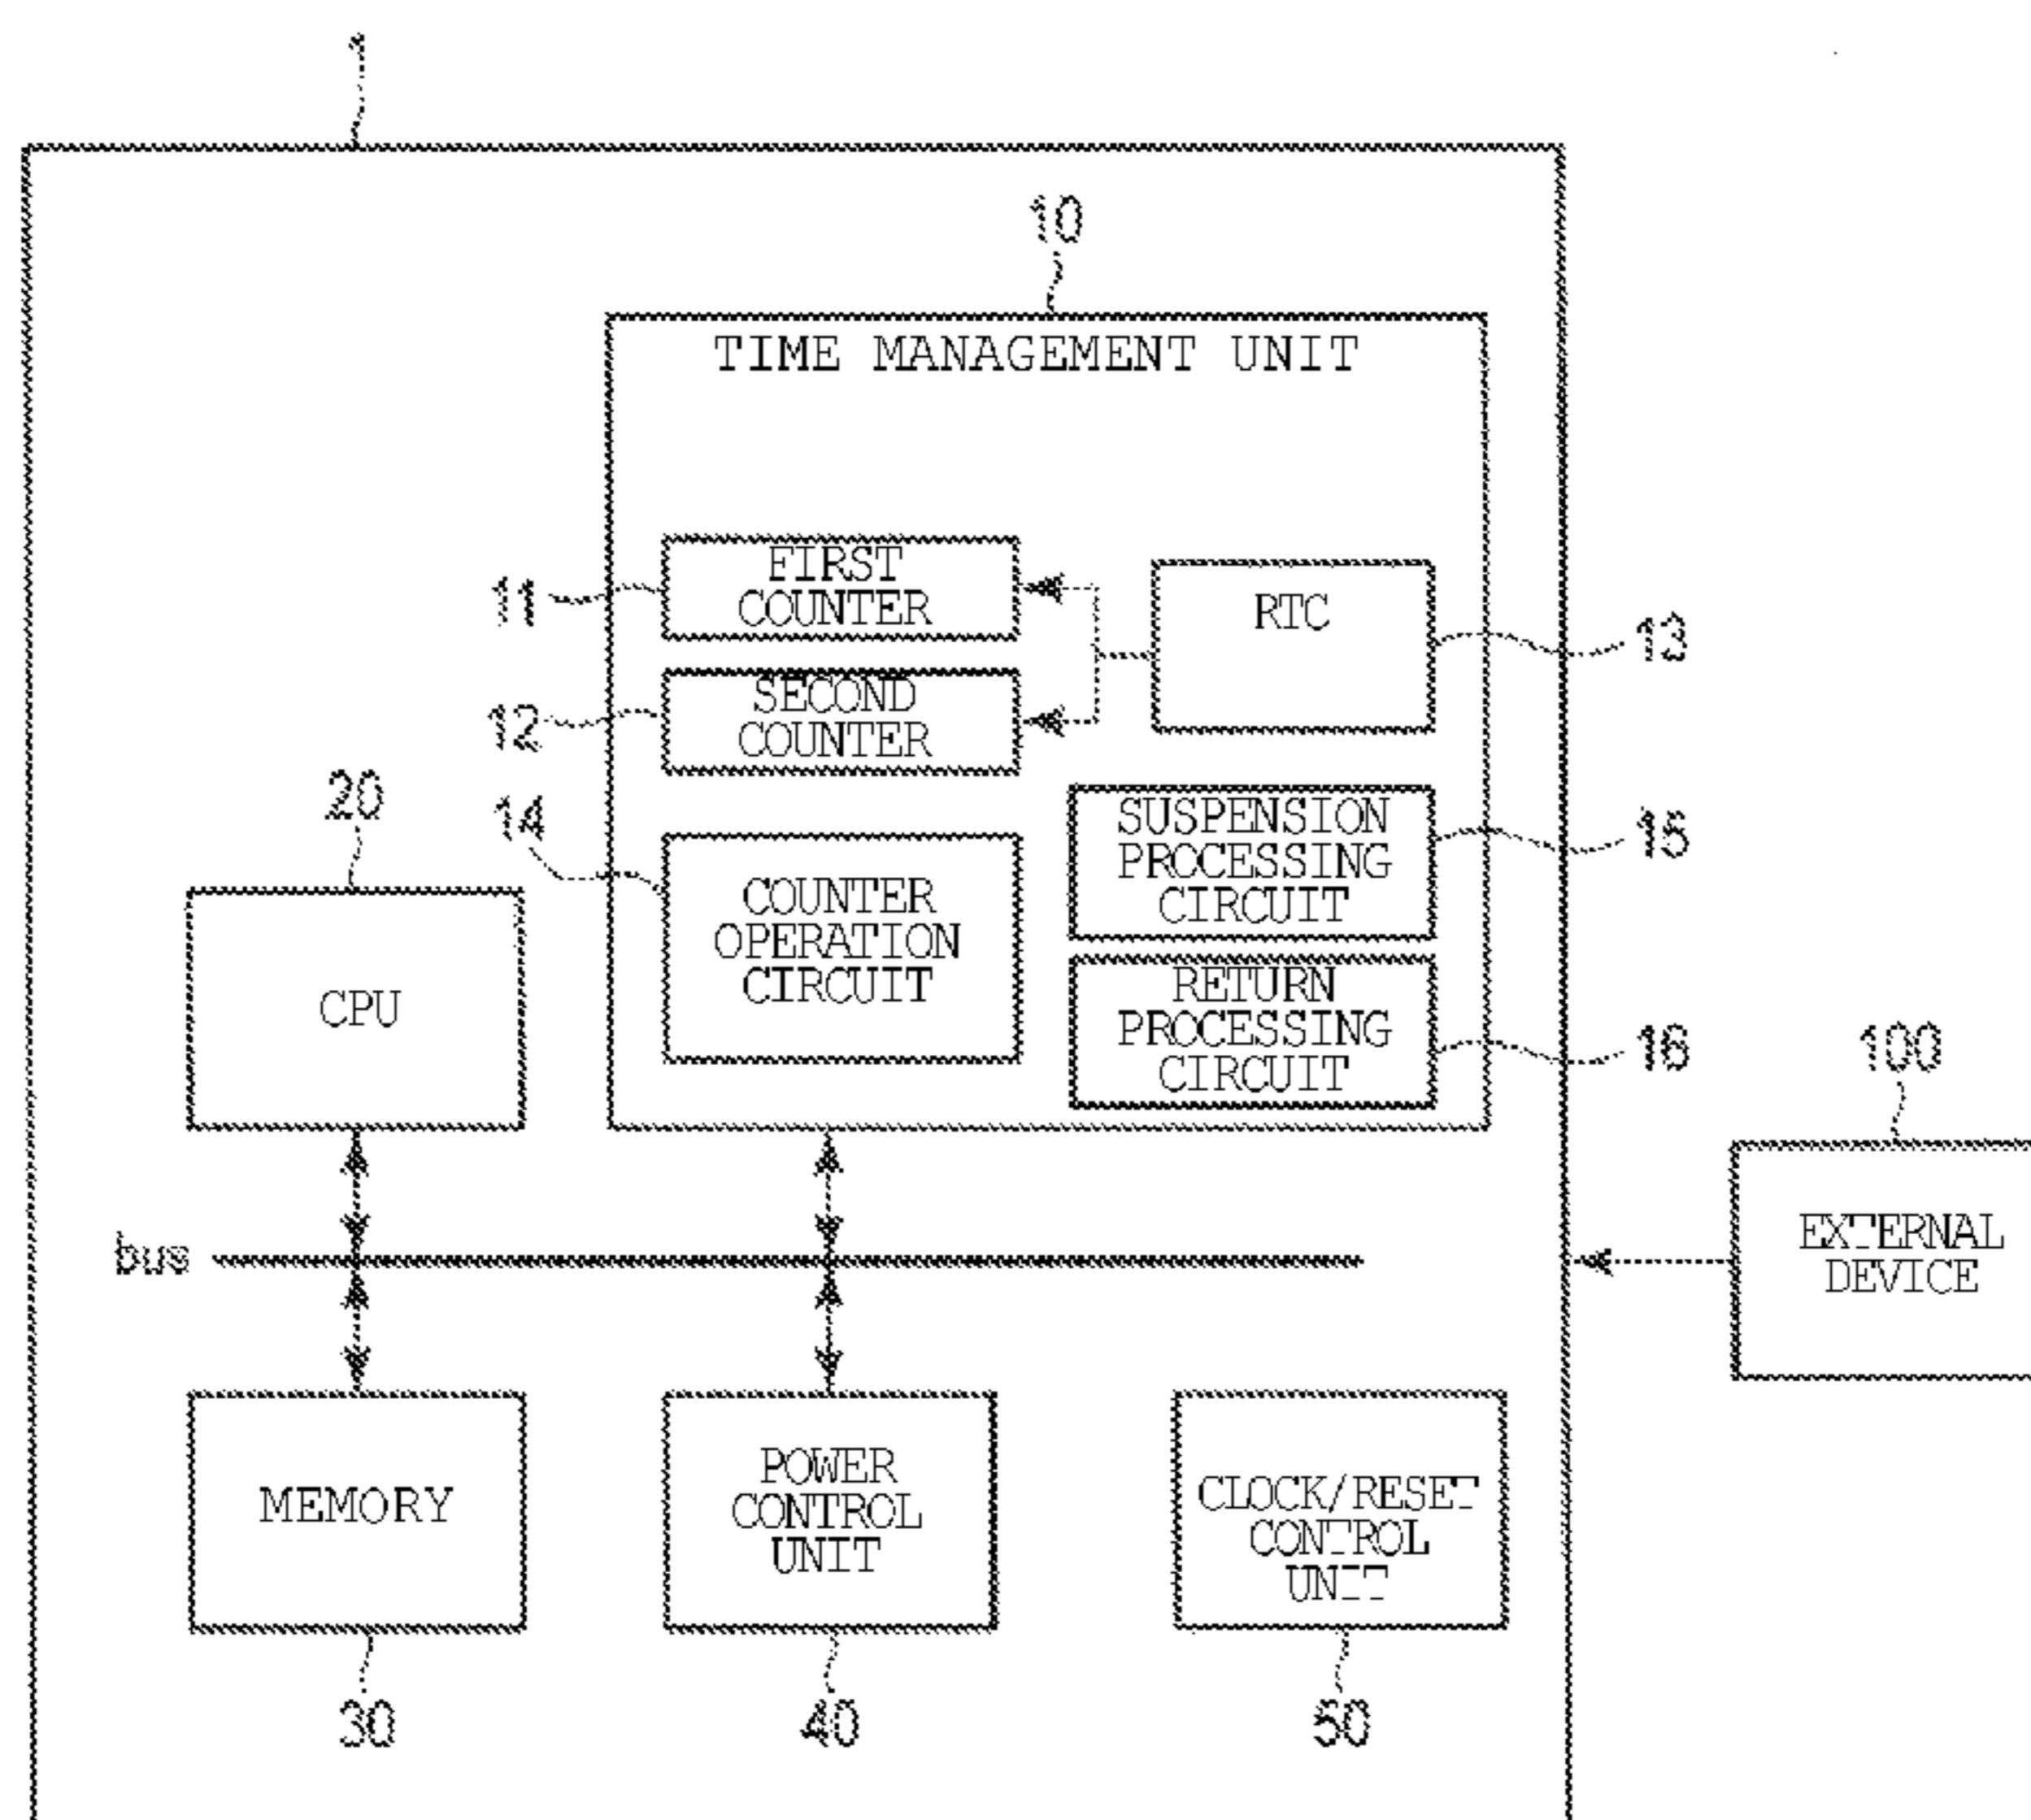 1
10
TIME MANAGEMENT UNIT
FIRST
COUNTER
11
RTC
13
SECOND
COUNTER
12
20
14
SUSPENSION
PROCESSING
CIRCUIT
15
COUNTER
OPERATION
CIRCUIT
CPU
RETURN
PROCESSING
CIRCUIT
16
100
bus
EXTERNAL
DEVICE
MEMORY
POWER
CONTROL
UNIT
CLOCK/RESET
CONTROL
UNIT
30
40
50